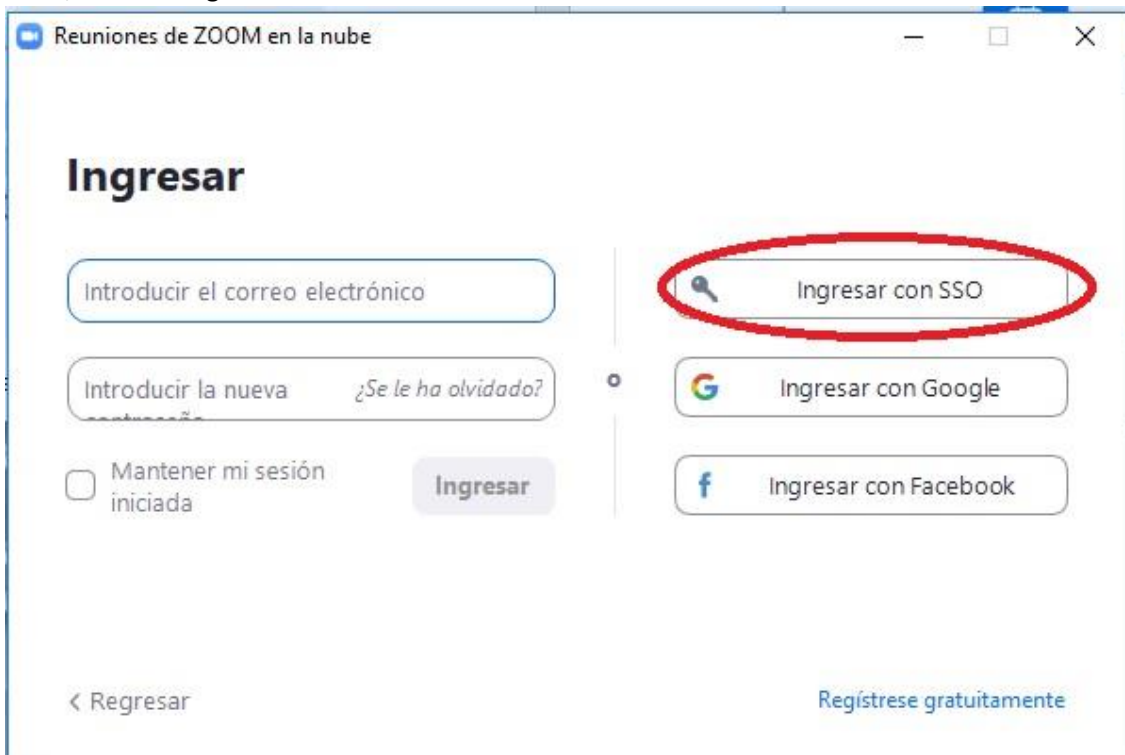 Reuniones de ZOOM en la nube
Ingresar
Introducir el correo electrónico
Introducir la nueva
¿Se le ha olvidado?
Mantener mi sesión
iniciada
Ingresar
o
Ingresar con SSO
Ingresar con Google
Ingresar con Facebook
< Regresar
Regístrese gratuitamente